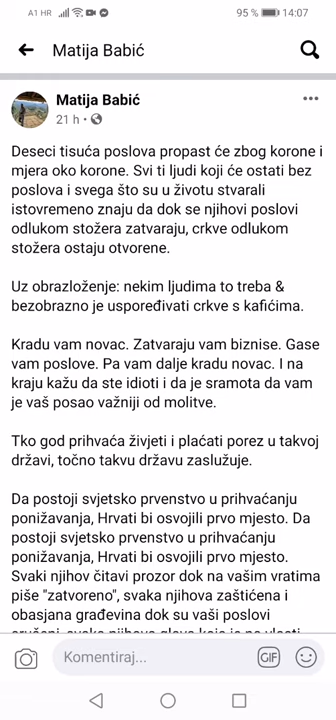 A1 HR 95 % 14:07
Matija Babić
Matija Babić
21 h
Deseci tisuća poslova propast će zbog korone i
mjera oko korone. Svi ti ljudi koji će ostati bez
posla i svega što su u životu stvarali
istovremeno znaju da dok se njihovi poslovi
odlukom stožera zatvaraju, crkve odlukom
stožera ostaju otvorene.
Uz obrazloženje: nekim ljudima to treba &
bezobrazno je uspoređivati crkve s kafićima.
Kradu vam novac. Zatvaraju vam biznise. Gase
vam poslove. Pa vam dalje kradu novac. I na
kraju kažu da ste idioti i da je sramota da vam
je vaš posao važniji od molitve.
Tko god prihvaća živjeti i plaćati porez u takvoj
državi, točno takvu državu zaslužuje.
Da postoji svjetsko prvenstvo u prihvaćanju
ponižavanja, Hrvati bi osvojili prvo mjesto. Da
postoji svjetsko prvenstvo u prihvaćanju
ponižavanja, Hrvati bi osvojili prvo mjesto.
Svaki njihov čitavi prozor dok na vašim vratima
piše "zatvoreno", svaka njihova zaštićena i
obasjana građevina dok su vaši poslovi
Komentiraj...
GIF